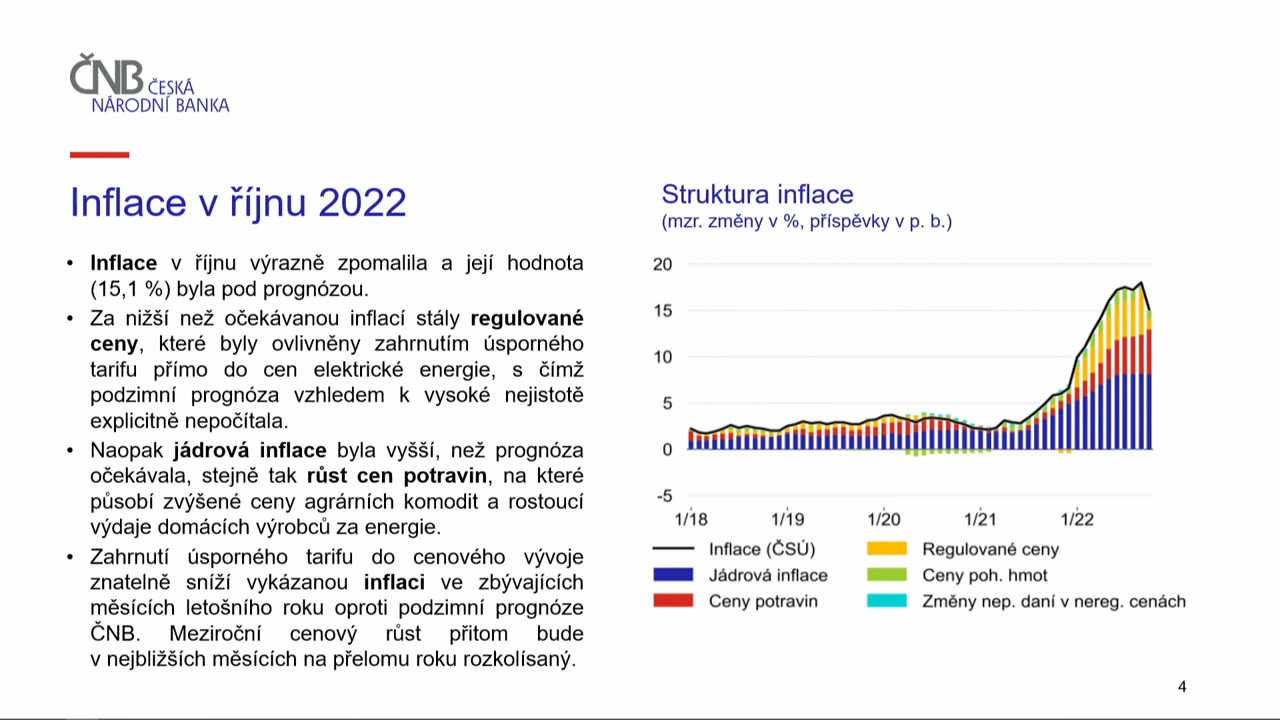 ČNB ČESKÁ
NÁRODNÍ BANKA
Inflace v říjnu 2022
• Inflace v říjnu výrazně zpomalila a její hodnota
(15,1 %) byla pod prognózou.
• Za nižší než očekávanou inflací stály regulované
ceny, které byly ovlivněny zahrnutím úsporného
tarifu přímo do cen elektrické energie, s čímž
podzimní prognóza vzhledem k vysoké nejistotě
explicitně nepočítala.
• Naopak jádrová inflace byla vyšší, než prognóza
očekávala, stejně tak růst cen potravin, na které
působí zvýšené ceny agrárních komodit a rostoucí
výdaje domácích výrobců za energie.
• Zahrnutí úsporného tarifu do cenového vývoje
znatelně sníží vykázanou inflaci ve zbývajících
měsících letošního roku oproti podzimní prognóze
ČNB. Meziroční cenový růst přitom bude
v nejbližších měsících na přelomu roku rozkolísaný.
Struktura inflace
(mzr. změny v %, příspěvky v p. b.)
20
15
10
5
0
-5
1/18 1/19 1/20 1/21 1/22
Inflace (ČSÚ) Regulované ceny
Jádrová inflace Ceny poh. hmot
Ceny potravin Změny nep. daní v nereg. cenách
4